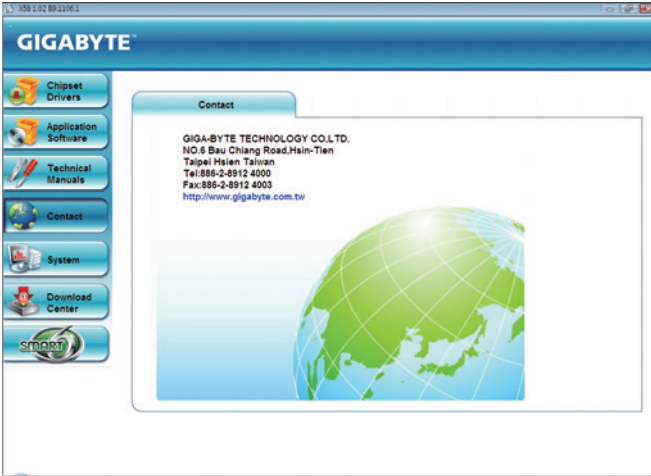 X58 1.02 B9.1106.1
GIGABYTE™
Chipset
Drivers
Application
Software
Technical
Manuals
Contact
System
Download
Center
SMART
Contact
GIGA-BYTE TECHNOLOGY CO.,LTD.
NO.6 Bau Chiang Road,Hsin-Tien
Taipei Hsien Taiwan
Tel:886-2-8912 4000
Fax:886-2-8912 4003
http://www.gigabyte.com.tw